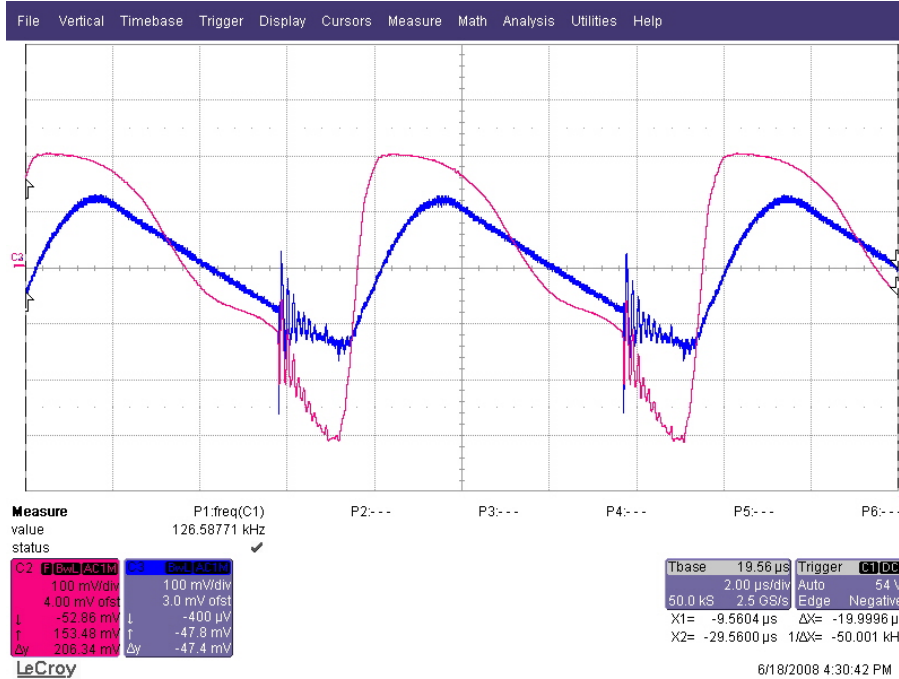 File Vertical Timebase Trigger Display Cursors Measure Math Analysis Utilities Help
C3
Measure P1:freq(C1) P2:- - - P3:- - - P4:- - - P5:- - - P6:- - -
value 126.58771 kHz
status ✓
C2 F BwL AC1M C3 BwL AC1M
100 mV/div 100 mV/div
4.00 mV ofst 3.0 mV ofst
↓ -52.86 mV ↓ -400 µV
↑ 153.48 mV ↑ -47.8 mV
Δy 206.34 mV Δy -47.4 mV
Tbase 19.56 µs Trigger C1 DC
2.00 µs/div Auto 54 V
50.0 kS 2.5 GS/s Edge Negative
X1= -9.5604 µs ΔX= -19.9996 µ
X2= -29.5600 µs 1/ΔX= -50.001 kH
LeCroy
6/18/2008 4:30:42 PM